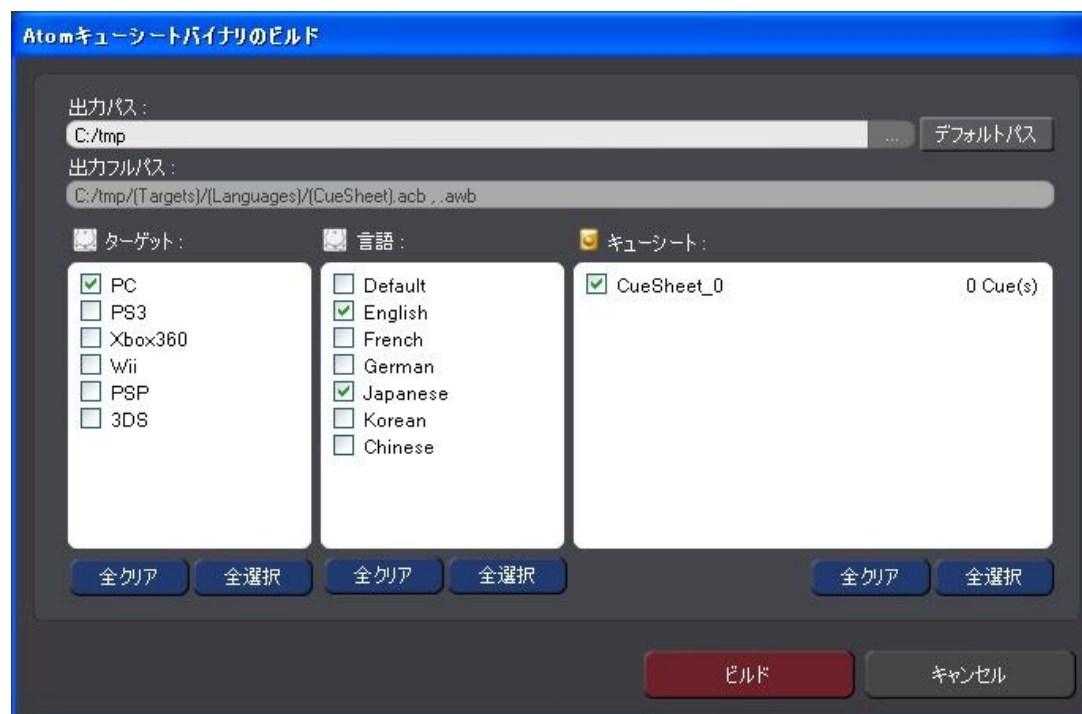 Atomキューシートバイナリのビルド
出力パス :
C:/tmp ... デフォルトパス
出力フルパス :
C:/tmp/(Targets)/(Languages)/(CueSheet).acb , .awb
ターゲット : 言語 : キューシート :
PC Default CueSheet_0 0 Cue(s)
PS3 English
Xbox360 French
Wii German
PSP Japanese
3DS Korean
Chinese
全クリア 全選択 全クリア 全選択 全クリア 全選択
ビルド キャンセル